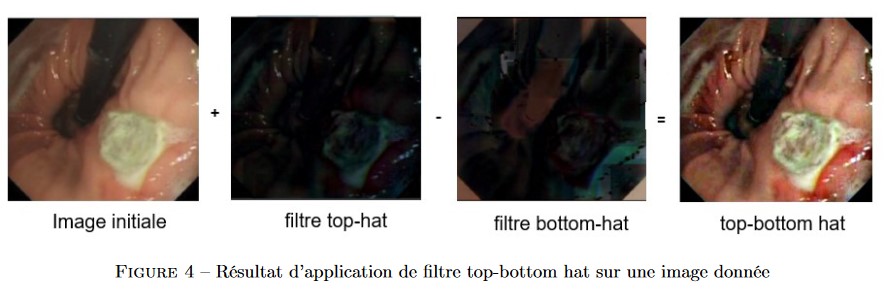 + - =
Image initiale filtre top-hat filtre bottom-hat top-bottom hat
FIGURE 4 – Résultat d'application de filtre top-bottom hat sur une image donnée